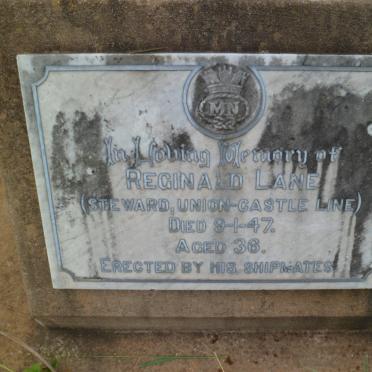 MN
In Loving Memory of
REGINALD LANE
(STEWARD, UNION-CASTLE LINE)
DIED 9-1-47.
AGED 36.
ERECTED BY HIS SHIPMATES